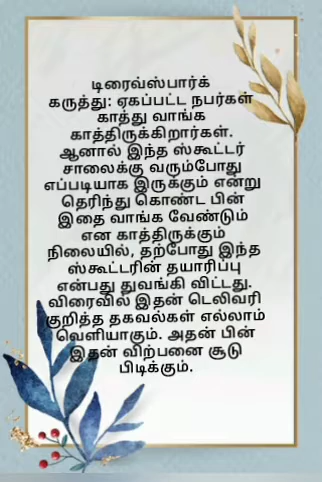 டிரைவ்ஸ்பார்க்
கருத்து: ஏகப்பட்ட நபர்கள்
காத்து வாங்க
காத்திருக்கிறார்கள்.
ஆனால் இந்த ஸ்கூட்டர்
சாலைக்கு வரும்போது
எப்படியாக இருக்கும் என்று
தெரிந்து கொண்ட பின்
இதை வாங்க வேண்டும்
என காத்திருக்கும்
நிலையில், தற்போது இந்த
ஸ்கூட்டரின் தயாரிப்பு
என்பது துவங்கி விட்டது.
விரைவில் இதன் டெலிவரி
குறித்த தகவல்கள் எல்லாம்
வெளியாகும். அதன் பின்
இதன் விற்பனை சூடு
பிடிக்கும்.